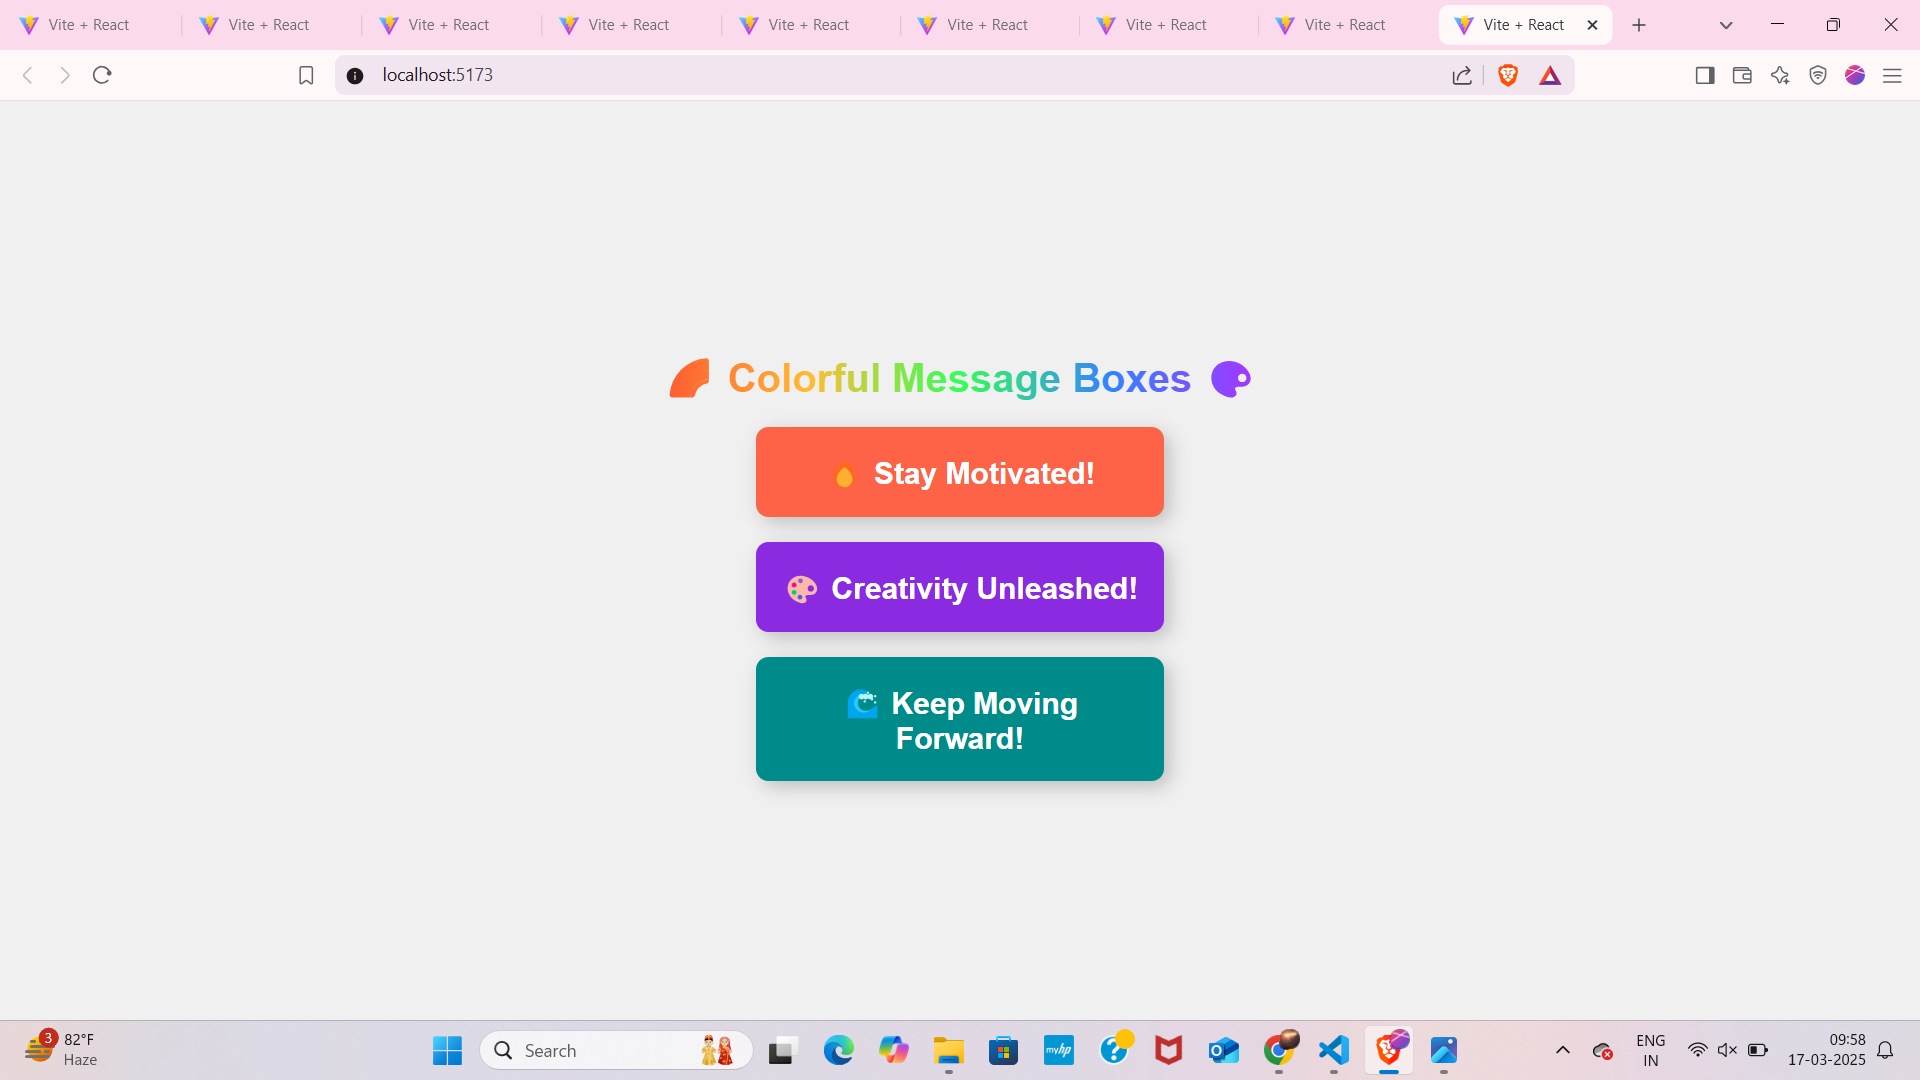 Vite + React
Vite + React
Vite + React
Vite + React
Vite + React
Vite + React
Vite + React
Vite + React
Vite + React
localhost:5173
🌈 Colorful Message Boxes 🎨
🔥 Stay Motivated!
🎨 Creativity Unleashed!
🌊 Keep Moving
Forward!
3
82°F
Haze
Search
myhp
ENG
IN
09:58
17-03-2025